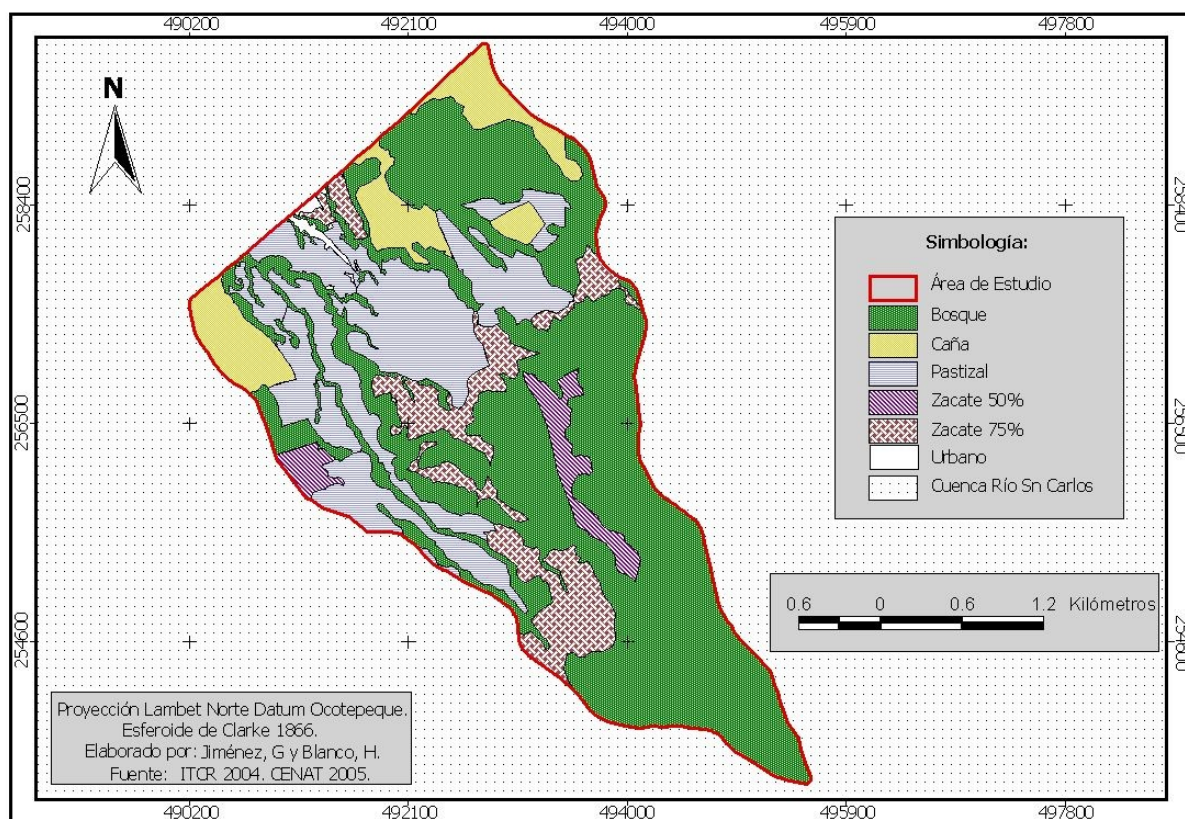 490200 492100 494000 495900 497800
N
258400 258400
Simbología:
Área de Estudio
Bosque
Caña
Pastizal
Zacate 50%
Zacate 75%
Urbano
Cuenca Río Sn Carlos
256500 256500
0.6 0 0.6 1.2 Kilómetros
254600 254600
Proyección Lambet Norte Datum Ocotepeque.
Esferoide de Clarke 1866.
Elaborado por: Jiménez, G y Blanco, H.
Fuente: ITCR 2004. CENAT 2005.
490200 492100 494000 495900 497800